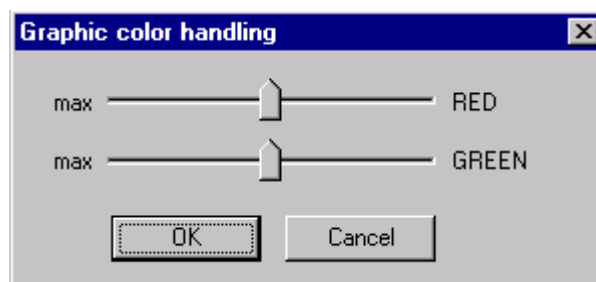 Graphic color handling
max RED
max GREEN
OK Cancel